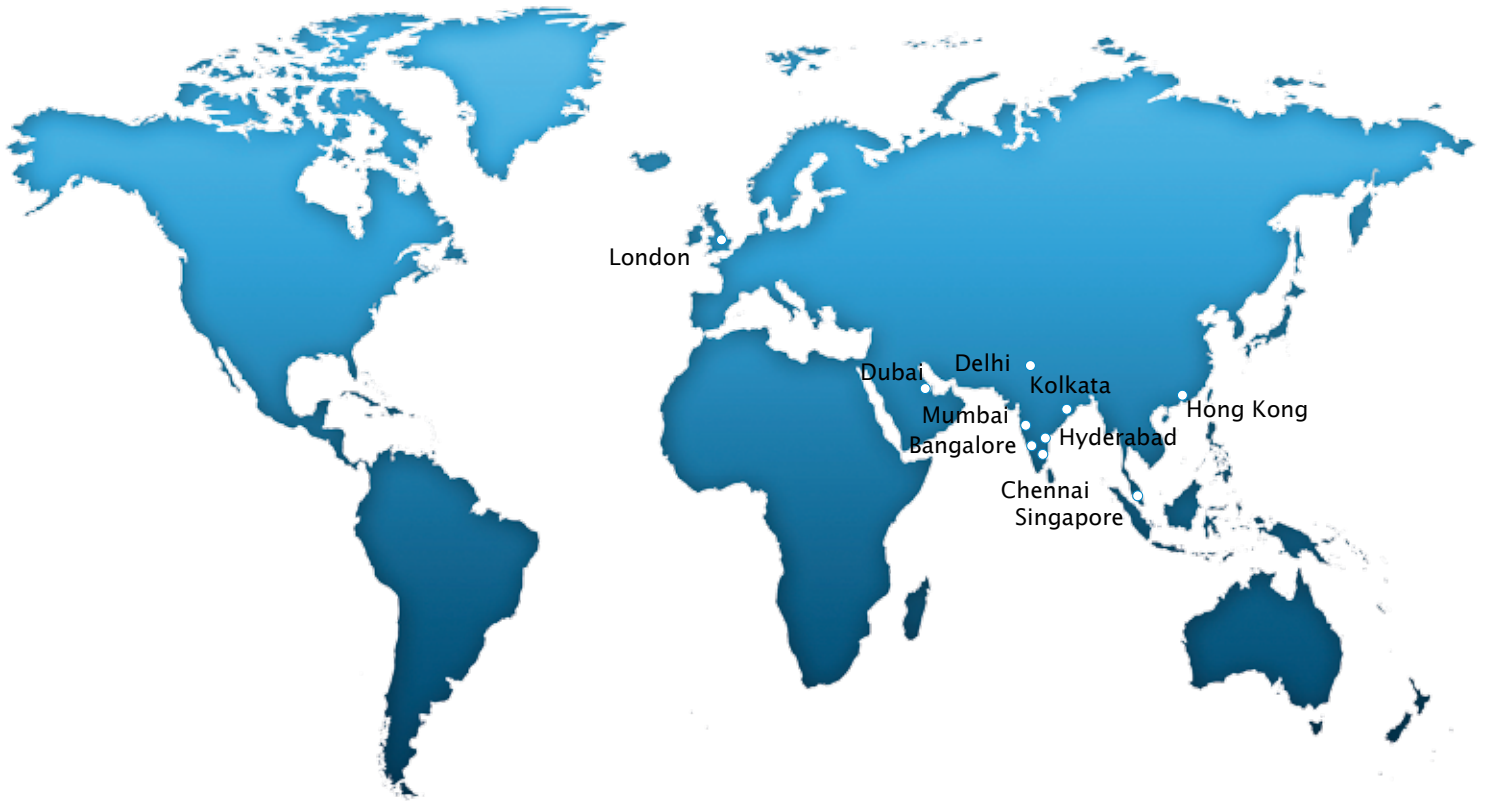 London
Delhi
Dubai
Kolkata
Hong Kong
Mumbai
Hyderabad
Bangalore
Chennai
Singapore